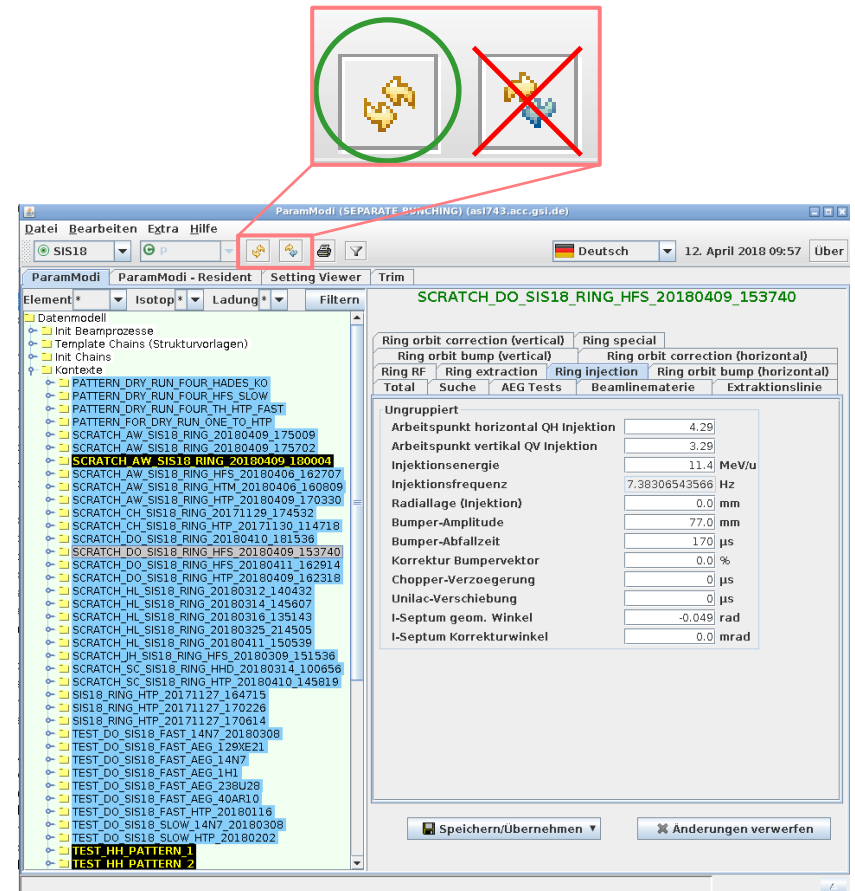 ParamModi (SEPARATE_BUNCHING) (asl743.acc.gsi.de)
Datei Bearbeiten Extra Hilfe
SIS18 P Deutsch 12. April 2018 09:57 Über
ParamModi ParamModi - Resident Setting Viewer Trim
Element * Isotop * Ladung * Filtern
Datenmodell
Init Beamprozesse
Template Chains (Strukturvorlagen)
Init Chains
Kontexte
PATTERN_DRY_RUN_FOUR_HADES_KO
PATTERN_DRY_RUN_FOUR_HFS_SLOW
PATTERN_DRY_RUN_FOUR_TH_HTP_FAST
PATTERN_FOR_DRY_RUN_ONE_TO_HTP
SCRATCH_AW_SIS18_RING_20180409_175009
SCRATCH_AW_SIS18_RING_20180409_175702
SCRATCH_AW_SIS18_RING_20180409_180004
SCRATCH_AW_SIS18_RING_HFS_20180406_162707
SCRATCH_AW_SIS18_RING_HTM_20180406_160809
SCRATCH_AW_SIS18_RING_HTP_20180409_170330
SCRATCH_CH_SIS18_RING_20171129_174532
SCRATCH_CH_SIS18_RING_HTP_20171130_114718
SCRATCH_DO_SIS18_RING_20180410_181536
SCRATCH_DO_SIS18_RING_HFS_20180409_153740
SCRATCH_DO_SIS18_RING_HFS_20180411_162914
SCRATCH_DO_SIS18_RING_HTP_20180409_162318
SCRATCH_HL_SIS18_RING_20180312_140432
SCRATCH_HL_SIS18_RING_20180314_145607
SCRATCH_HL_SIS18_RING_20180316_135143
SCRATCH_HL_SIS18_RING_20180325_214505
SCRATCH_HL_SIS18_RING_20180411_150539
SCRATCH_JH_SIS18_RING_HFS_20180309_151536
SCRATCH_SC_SIS18_RING_HHD_20180314_100656
SCRATCH_SC_SIS18_RING_HTP_20180410_145819
SIS18_RING_HTP_20171127_164715
SIS18_RING_HTP_20171127_170226
SIS18_RING_HTP_20171127_170614
TEST_DO_SIS18_FAST_14N7_20180308
TEST_DO_SIS18_FAST_AEG_129XE21
TEST_DO_SIS18_FAST_AEG_14N7
TEST_DO_SIS18_FAST_AEG_1H1
TEST_DO_SIS18_FAST_AEG_238U28
TEST_DO_SIS18_FAST_AEG_40AR10
TEST_DO_SIS18_FAST_HTP_20180116
TEST_DO_SIS18_SLOW_14N7_20180308
TEST_DO_SIS18_SLOW_HTP_20180202
TEST_HH_PATTERN_1
TEST_HH_PATTERN_2
SCRATCH_DO_SIS18_RING_HFS_20180409_153740
Ring orbit correction (vertical) Ring special
Ring orbit bump (vertical) Ring orbit correction (horizontal)
Ring RF Ring extraction Ring injection Ring orbit bump (horizontal)
Total Suche AEG Tests Beamlinematerie Extraktionslinie
Ungruppiert
Arbeitspunkt horizontal QH Injektion 4.29
Arbeitspunkt vertikal QV Injektion 3.29
Injektionsenergie 11.4 MeV/u
Injektionsfrequenz 7.38306543566 Hz
Radiallage (Injektion) 0.0 mm
Bumper-Amplitude 77.0 mm
Bumper-Abfallzeit 170 µs
Korrektur Bumpervektor 0.0 %
Chopper-Verzoegerung 0 µs
Unilac-Verschiebung 0 µs
I-Septum geom. Winkel -0.049 rad
I-Septum Korrekturwinkel 0.0 mrad
Speichern/Übernehmen Änderungen verwerfen